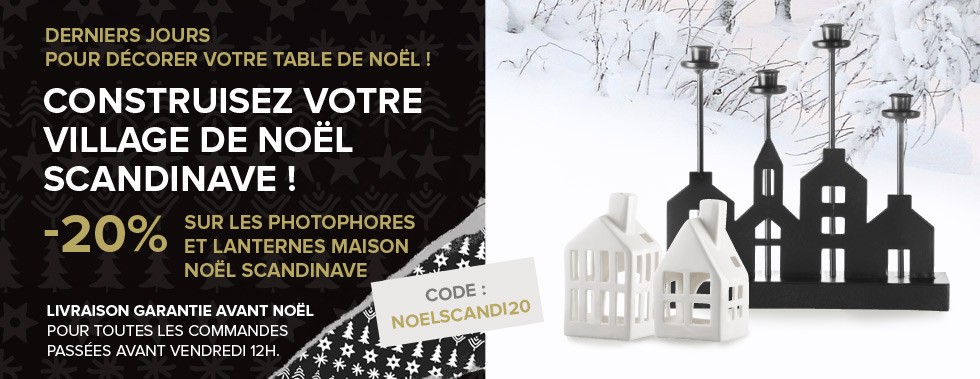 DERNIERS JOURS
POUR DÉCORER VOTRE TABLE DE NOËL !
CONSTRUISEZ VOTRE
VILLAGE DE NOËL
SCANDINAVE !
-20%
SUR LES PHOTOPHORES
ET LANTERNES MAISON
NOËL SCANDINAVE
CODE :
NOELSCANDI20
LIVRAISON GARANTIE AVANT NOËL
POUR TOUTES LES COMMANDES
PASSÉES AVANT VENDREDI 12H.